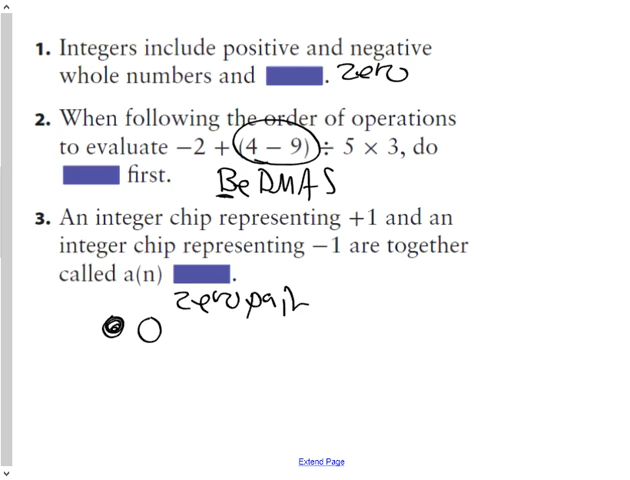 1. Integers include positive and negative
whole numbers and . zero
2. When following the order of operations
to evaluate −2 + (4 − 9) ÷ 5 × 3, do
first. BeDMAS
3. An integer chip representing +1 and an
integer chip representing −1 are together
called a(n) .
zero pair
Extend Page